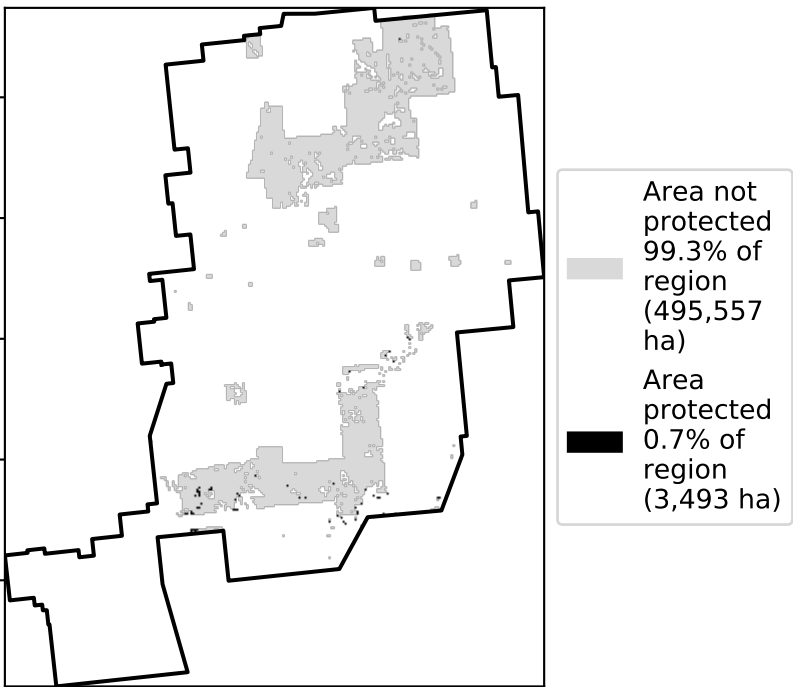 Area not
protected
99.3% of
region
(495,557
ha)
Area
protected
0.7% of
region
(3,493 ha)